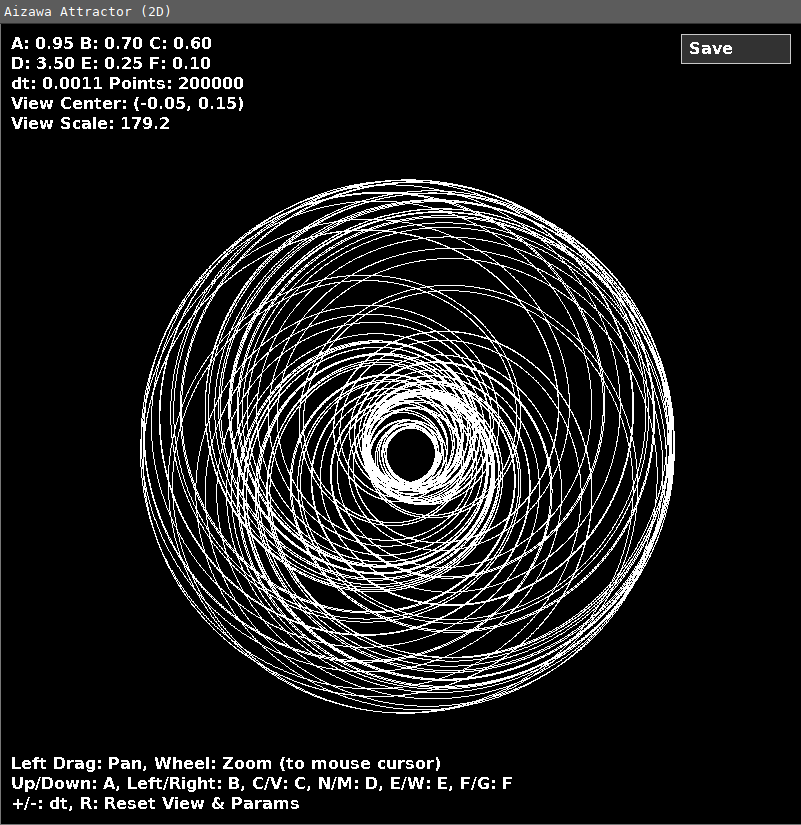 Aizawa Attractor (2D)
A: 0.95 B: 0.70 C: 0.60
Save
D: 3.50 E: 0.25 F: 0.10
dt: 0.0011 Points: 200000
View Center: (-0.05, 0.15)
View Scale: 179.2
Left Drag: Pan, Wheel: Zoom (to mouse cursor)
Up/Down: A, Left/Right: B, C/V: C, N/M: D, E/W: E, F/G: F
+/-: dt, R: Reset View & Params